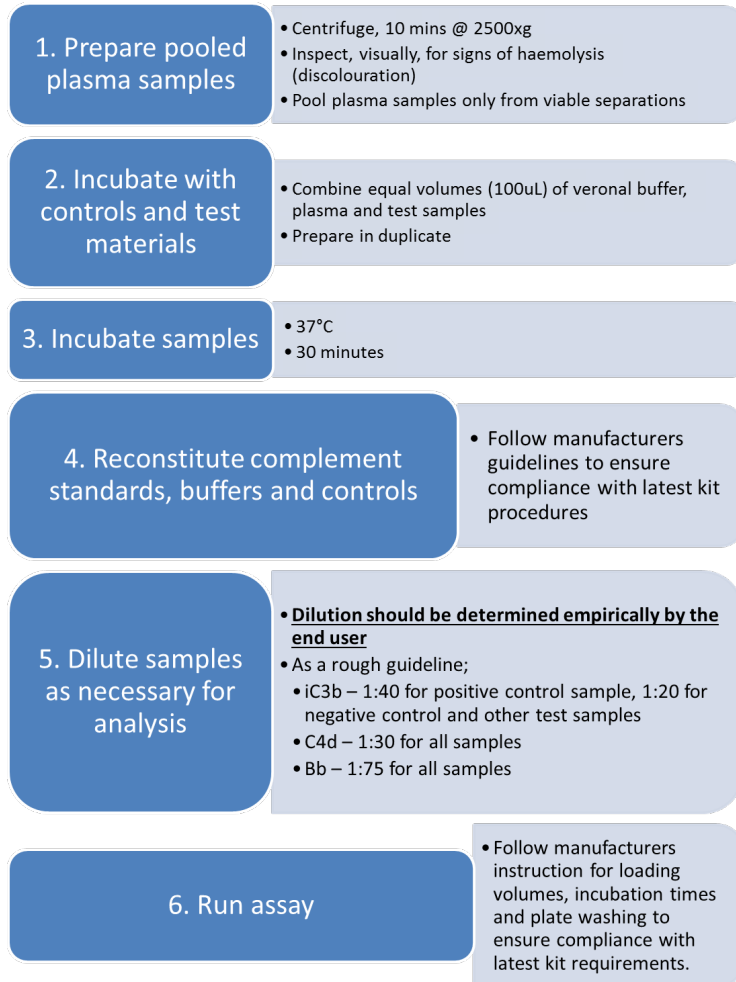 1. Prepare pooled
plasma samples
• Centrifuge, 10 mins @ 2500xg
• Inspect, visually, for signs of haemolysis
(discolouration)
• Pool plasma samples only from viable separations
2. Incubate with
controls and test
materials
• Combine equal volumes (100uL) of veronal buffer,
plasma and test samples
• Prepare in duplicate
3. Incubate samples
• 37°C
• 30 minutes
4. Reconstitute complement
standards, buffers and controls
• Follow manufacturers
guidelines to ensure
compliance with latest kit
procedures
5. Dilute samples
as necessary for
analysis
• Dilution should be determined empirically by the
end user
• As a rough guideline;
• iC3b – 1:40 for positive control sample, 1:20 for
negative control and other test samples
• C4d – 1:30 for all samples
• Bb – 1:75 for all samples
6. Run assay
• Follow manufacturers
instruction for loading
volumes, incubation times
and plate washing to
ensure compliance with
latest kit requirements.